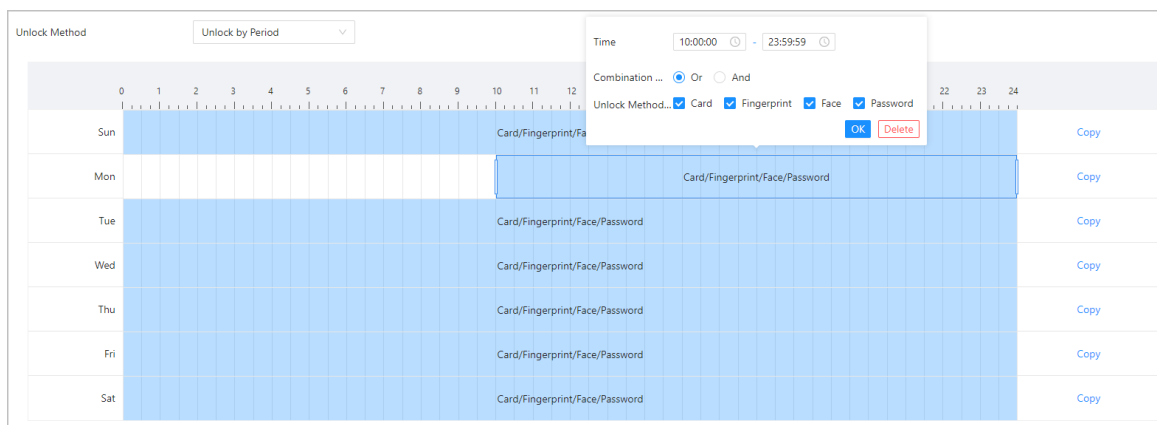 Unlock Method Unlock by Period
Time 10:00:00 - 23:59:59
Combination ... Or And
Unlock Method... Card Fingerprint Face Password
OK Delete
0 1 2 3 4 5 6 7 8 9 10 11 12 22 23 24
Sun Card/Fingerprint/Fa Copy
Mon Card/Fingerprint/Face/Password Copy
Tue Card/Fingerprint/Face/Password Copy
Wed Card/Fingerprint/Face/Password Copy
Thu Card/Fingerprint/Face/Password Copy
Fri Card/Fingerprint/Face/Password Copy
Sat Card/Fingerprint/Face/Password Copy